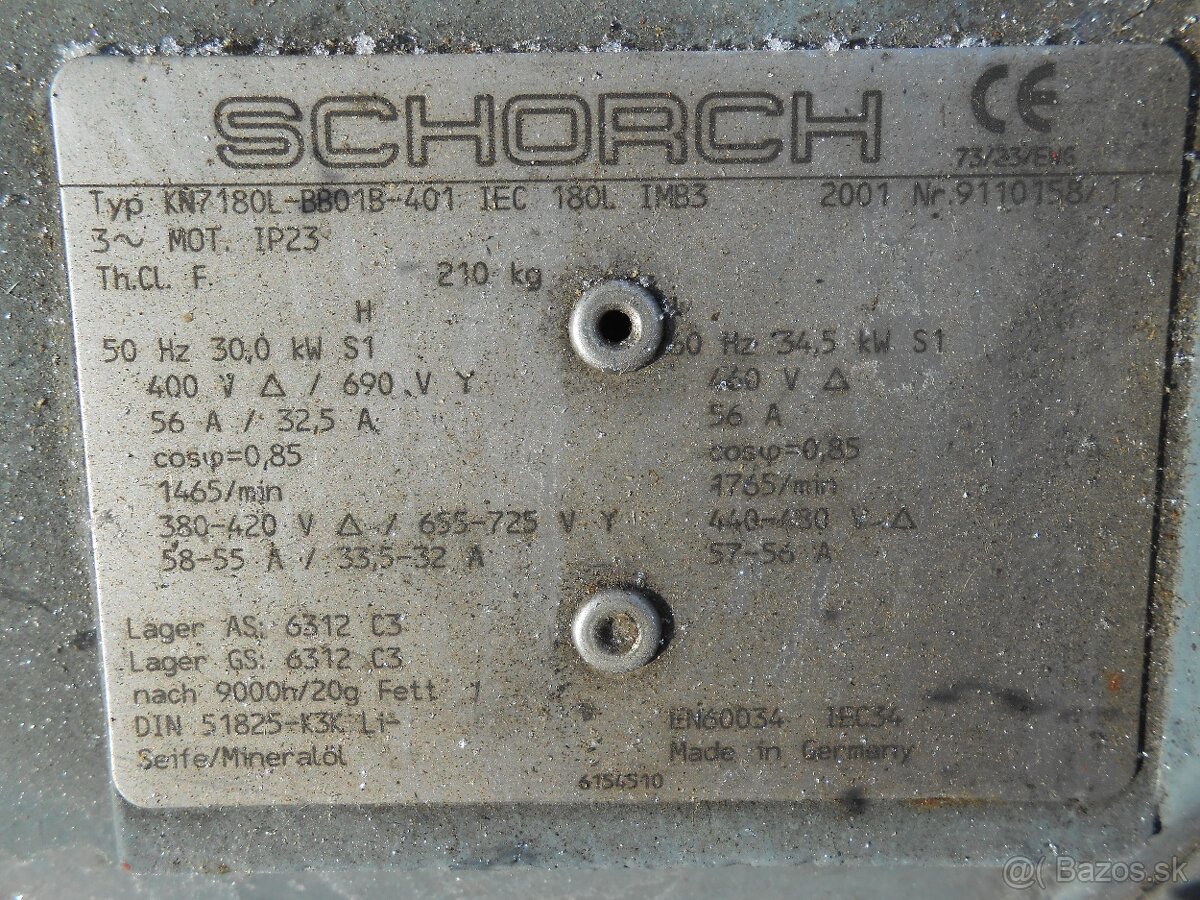 SCHORCH
CE
73/23/EWG
Typ KN7180L-BB01B-401 IEC 180L IMB3 2001 Nr.9110158/ 1
3~ MOT. IP23
Th.Cl. F 210 kg
H
50 Hz 30,0 kW S1 60 Hz 34,5 kW S1
400 V Δ / 690 V Y 460 V Δ
56 A / 32,5 A 56 A
cosφ=0,85 cosφ=0,85
1465/min 1765/min
380-420 V Δ / 655-725 V Y 440-480 V Δ
58-55 A / 33,5-32 A 57-56 A
Lager AS: 6312 C3
Lager GS: 6312 C3
nach 9000h/20g Fett
DIN 51825-K3K Li- EN60034 IEC34
Seife/Mineralöl Made in Germany
6154510
@( Bazos.sk